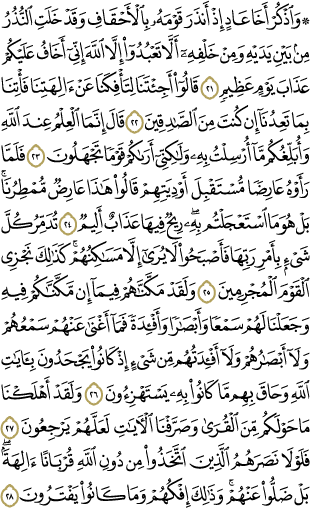 ۞ وَٱذۡكُرۡ أَخَا عَادٍ إِذۡ أَنذَرَ قَوۡمَهُۥ بِٱلۡأَحۡقَافِ وَقَدۡ خَلَتِ ٱلنُّذُرُ
مِنۢ بَيۡنِ يَدَيۡهِ وَمِنۡ خَلۡفِهِۦٓ أَلَّا تَعۡبُدُوٓاْ إِلَّا ٱللَّهَ إِنِّيٓ أَخَافُ عَلَيۡكُمۡ
عَذَابَ يَوۡمٍ عَظِيمٖ ٢١ قَالُوٓاْ أَجِئۡتَنَا لِتَأۡفِكَنَا عَنۡ ءَالِهَتِنَا فَأۡتِنَا
بِمَا تَعِدُنَآ إِن كُنتَ مِنَ ٱلصَّٰدِقِينَ ٢٢ قَالَ إِنَّمَا ٱلۡعِلۡمُ عِندَ ٱللَّهِ
وَأُبَلِّغُكُم مَّآ أُرۡسِلۡتُ بِهِۦ وَلَٰكِنِّيٓ أَرَىٰكُمۡ قَوۡمٗا تَجۡهَلُونَ ٢٣ فَلَمَّا
رَأَوۡهُ عَارِضٗا مُّسۡتَقۡبِلَ أَوۡدِيَتِهِمۡ قَالُواْ هَٰذَا عَارِضٞ مُّمۡطِرُنَاۚ
بَلۡ هُوَ مَا ٱسۡتَعۡجَلۡتُم بِهِۦۖ رِيحٞ فِيهَا عَذَابٌ أَلِيمٞ ٢٤ تُدَمِّرُ كُلَّ
شَيۡءِۭ بِأَمۡرِ رَبِّهَا فَأَصۡبَحُواْ لَا يُرَىٰٓ إِلَّا مَسَٰكِنُهُمۡۚ كَذَٰلِكَ نَجۡزِي
ٱلۡقَوۡمَ ٱلۡمُجۡرِمِينَ ٢٥ وَلَقَدۡ مَكَّنَّٰهُمۡ فِيمَآ إِن مَّكَّنَّٰكُمۡ فِيهِ
وَجَعَلۡنَا لَهُمۡ سَمۡعٗا وَأَبۡصَٰرٗا وَأَفۡـِٔدَةٗ فَمَآ أَغۡنَىٰ عَنۡهُمۡ سَمۡعُهُمۡ
وَلَآ أَبۡصَٰرُهُمۡ وَلَآ أَفۡـِٔدَتُهُم مِّن شَيۡءٍ إِذۡ كَانُواْ يَجۡحَدُونَ بِـَٔايَٰتِ
ٱللَّهِ وَحَاقَ بِهِم مَّا كَانُواْ بِهِۦ يَسۡتَهۡزِءُونَ ٢٦ وَلَقَدۡ أَهۡلَكۡنَا
مَا حَوۡلَكُم مِّنَ ٱلۡقُرَىٰ وَصَرَّفۡنَا ٱلۡأٓيَٰتِ لَعَلَّهُمۡ يَرۡجِعُونَ ٢٧
فَلَوۡلَا نَصَرَهُمُ ٱلَّذِينَ ٱتَّخَذُواْ مِن دُونِ ٱللَّهِ قُرۡبَانًا ءَالِهَةَۢۖ
بَلۡ ضَلُّواْ عَنۡهُمۡۚ وَذَٰلِكَ إِفۡكُهُمۡ وَمَا كَانُواْ يَفۡتَرُونَ ٢٨